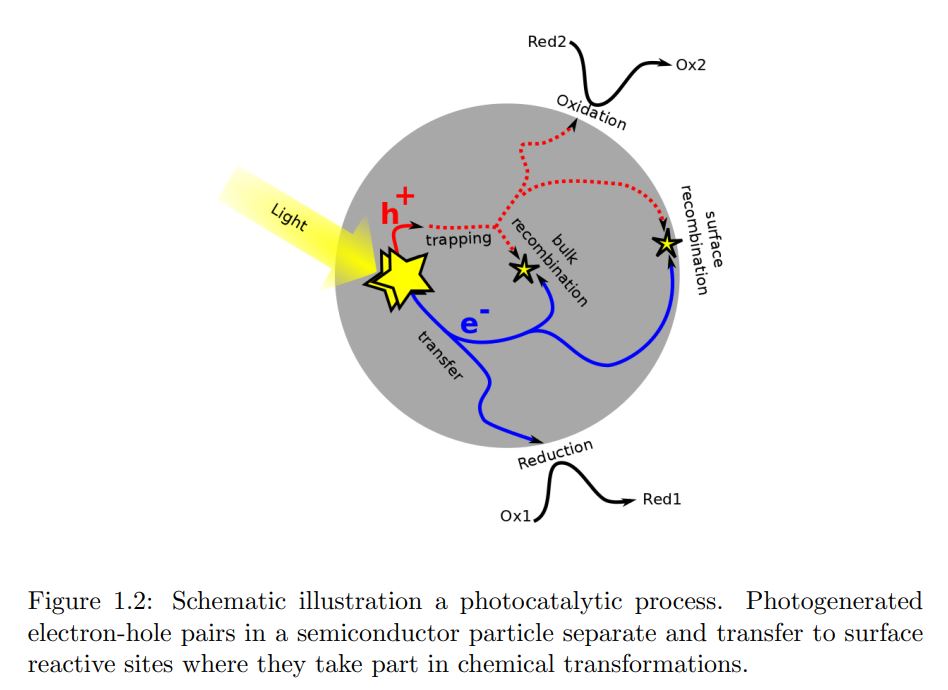 Red2
Ox2
Oxidation
Light
h+
trapping
bulk
recombination
surface
recombination
e-
transfer
Reduction
Ox1
Red1
Figure 1.2: Schematic illustration a photocatalytic process. Photogenerated
electron-hole pairs in a semiconductor particle separate and transfer to surface
reactive sites where they take part in chemical transformations.